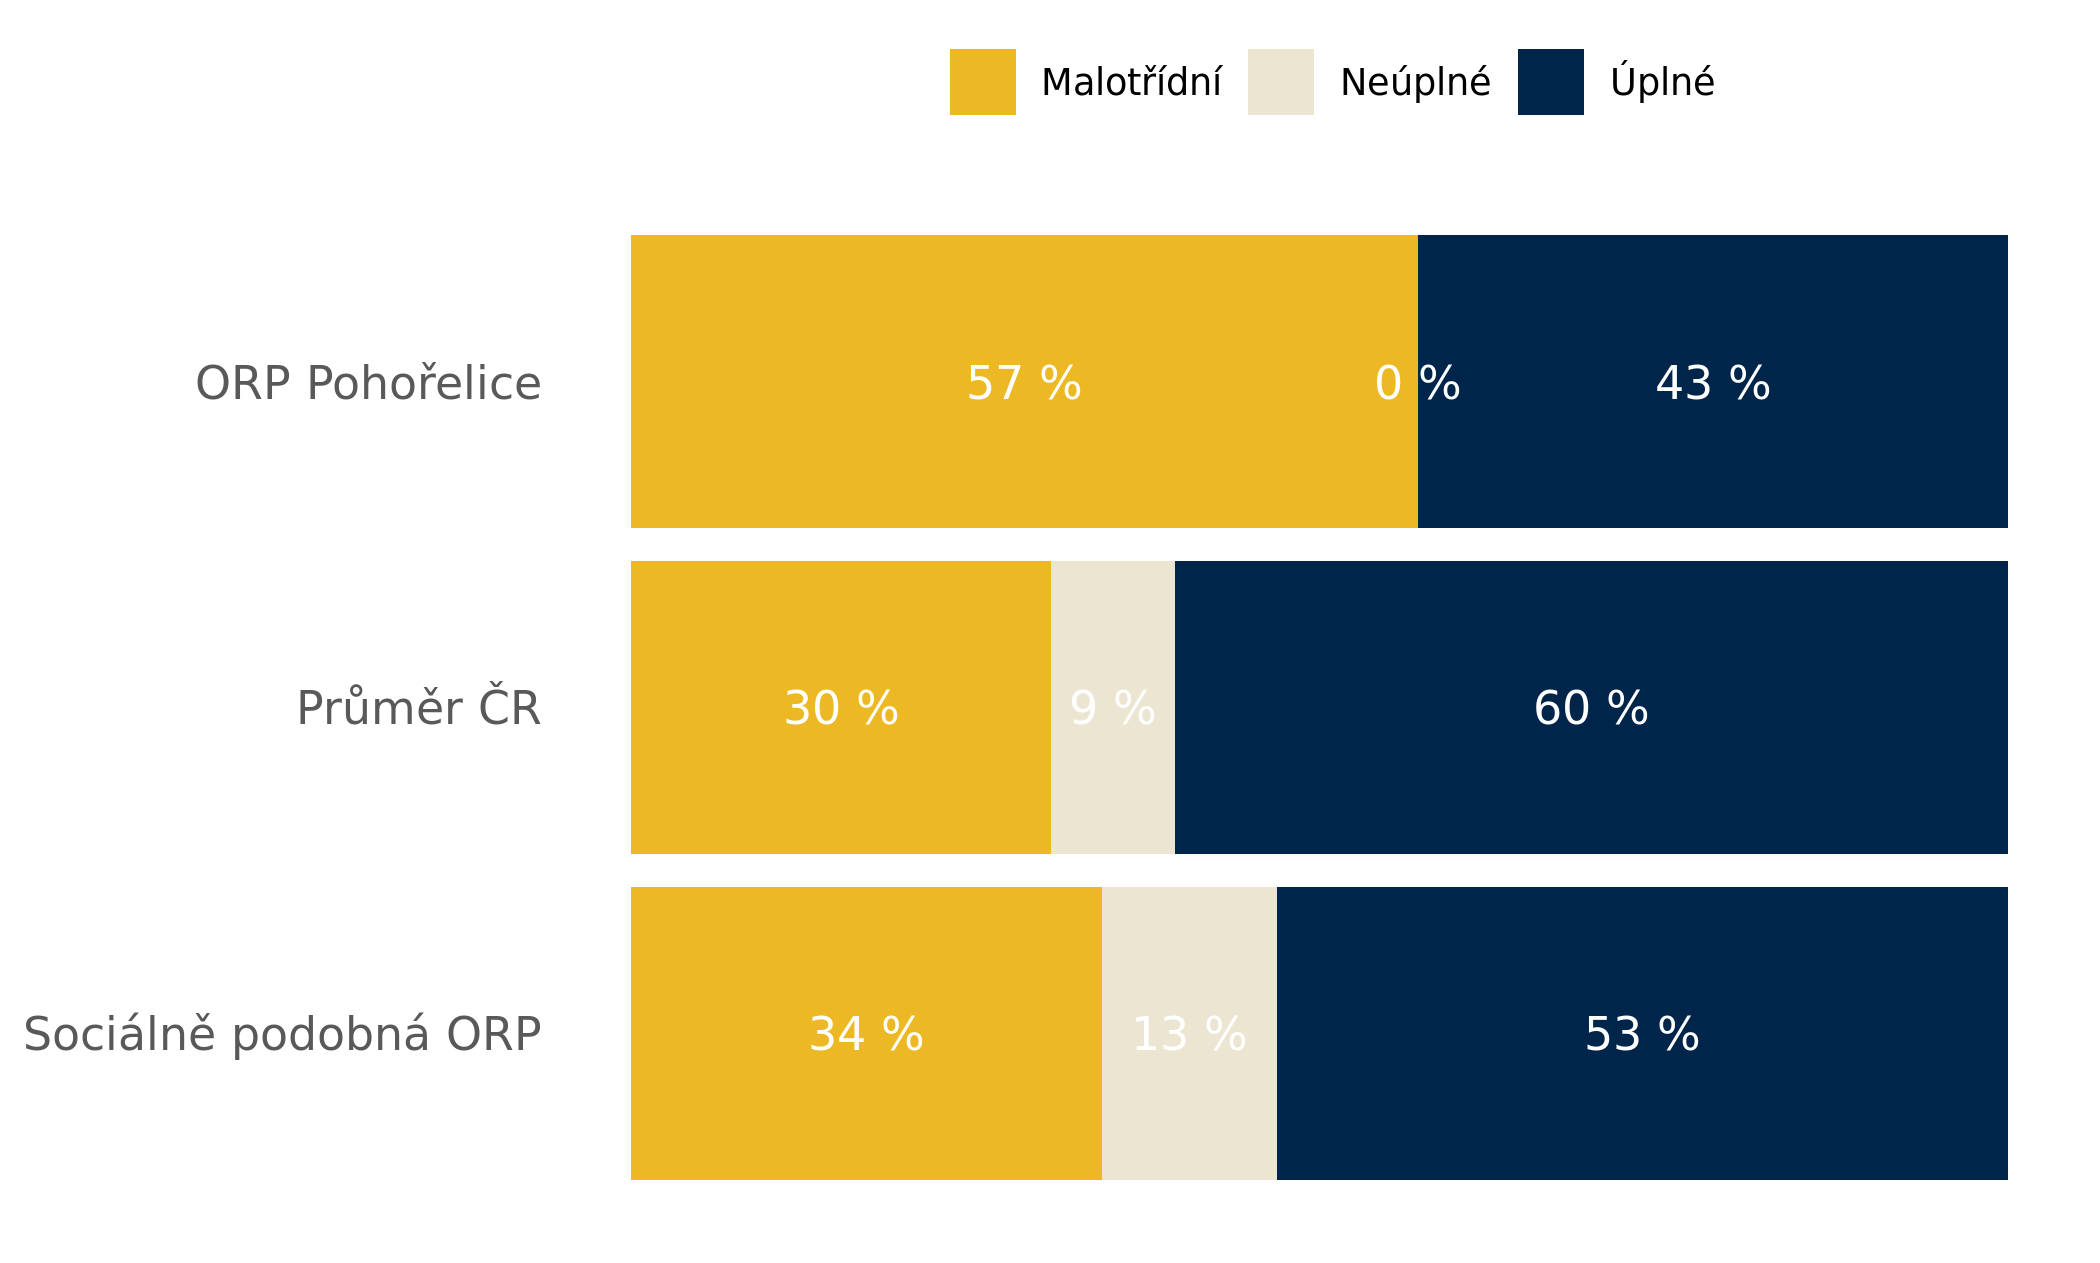 Malotřídní Neúplné Úplné
ORP Pohořelice 57 % 0 % 43 %
Průměr ČR 30 % 9 % 60 %
Sociálně podobná ORP 34 % 13 % 53 %